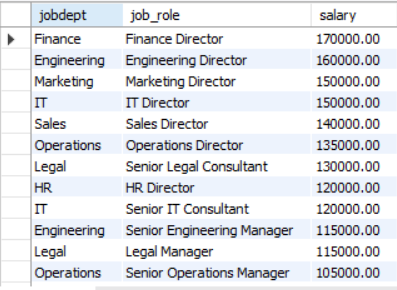 jobdept job_role salary
Finance Finance Director 170000.00
Engineering Engineering Director 160000.00
Marketing Marketing Director 150000.00
IT IT Director 150000.00
Sales Sales Director 140000.00
Operations Operations Director 135000.00
Legal Senior Legal Consultant 130000.00
HR HR Director 120000.00
IT Senior IT Consultant 120000.00
Engineering Senior Engineering Manager 115000.00
Legal Legal Manager 115000.00
Operations Senior Operations Manager 105000.00